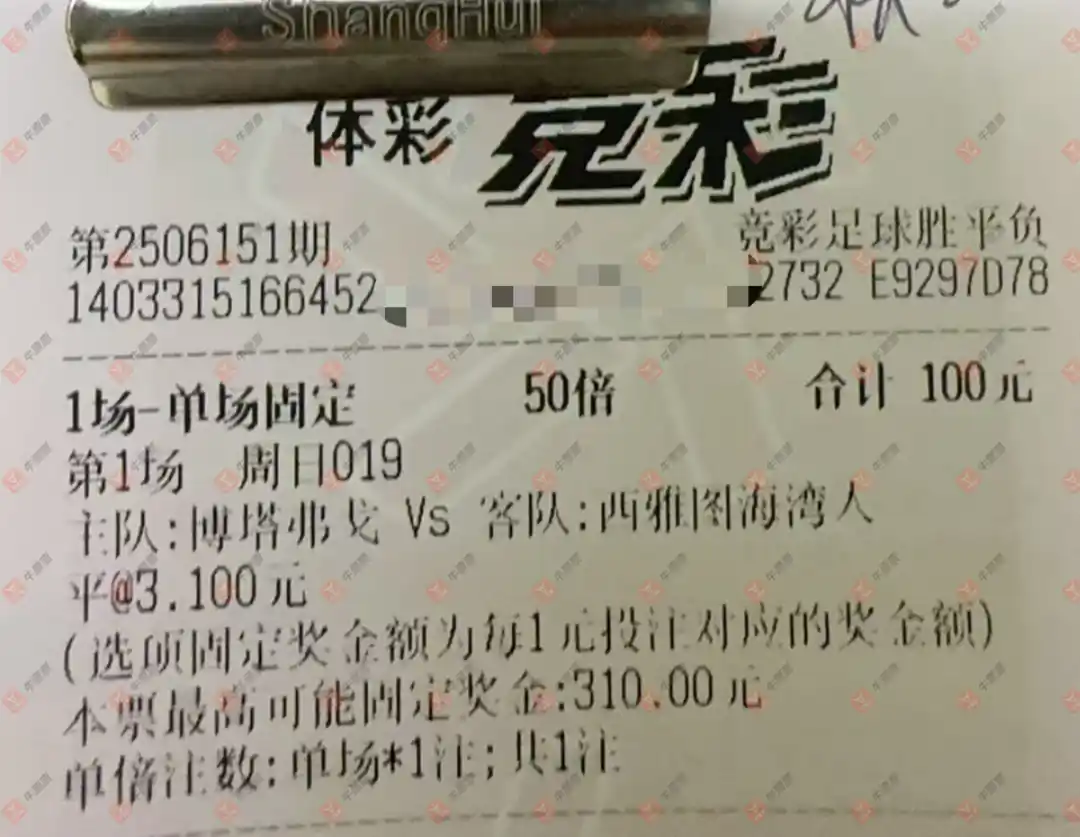 ShangHui
体彩 竞彩
第2506151期 竞彩足球胜平负
1403315166452 2732 E9297D78
1场-单场固定 50倍 合计 100元
第1场 周日019
主队:博塔弗戈 Vs 客队:西雅图海湾人
平@3.100元
(选项固定奖金额为每1元投注对应的奖金额)
本票最高可能固定奖金:310.00元
单倍注数:单场*1注;共1注